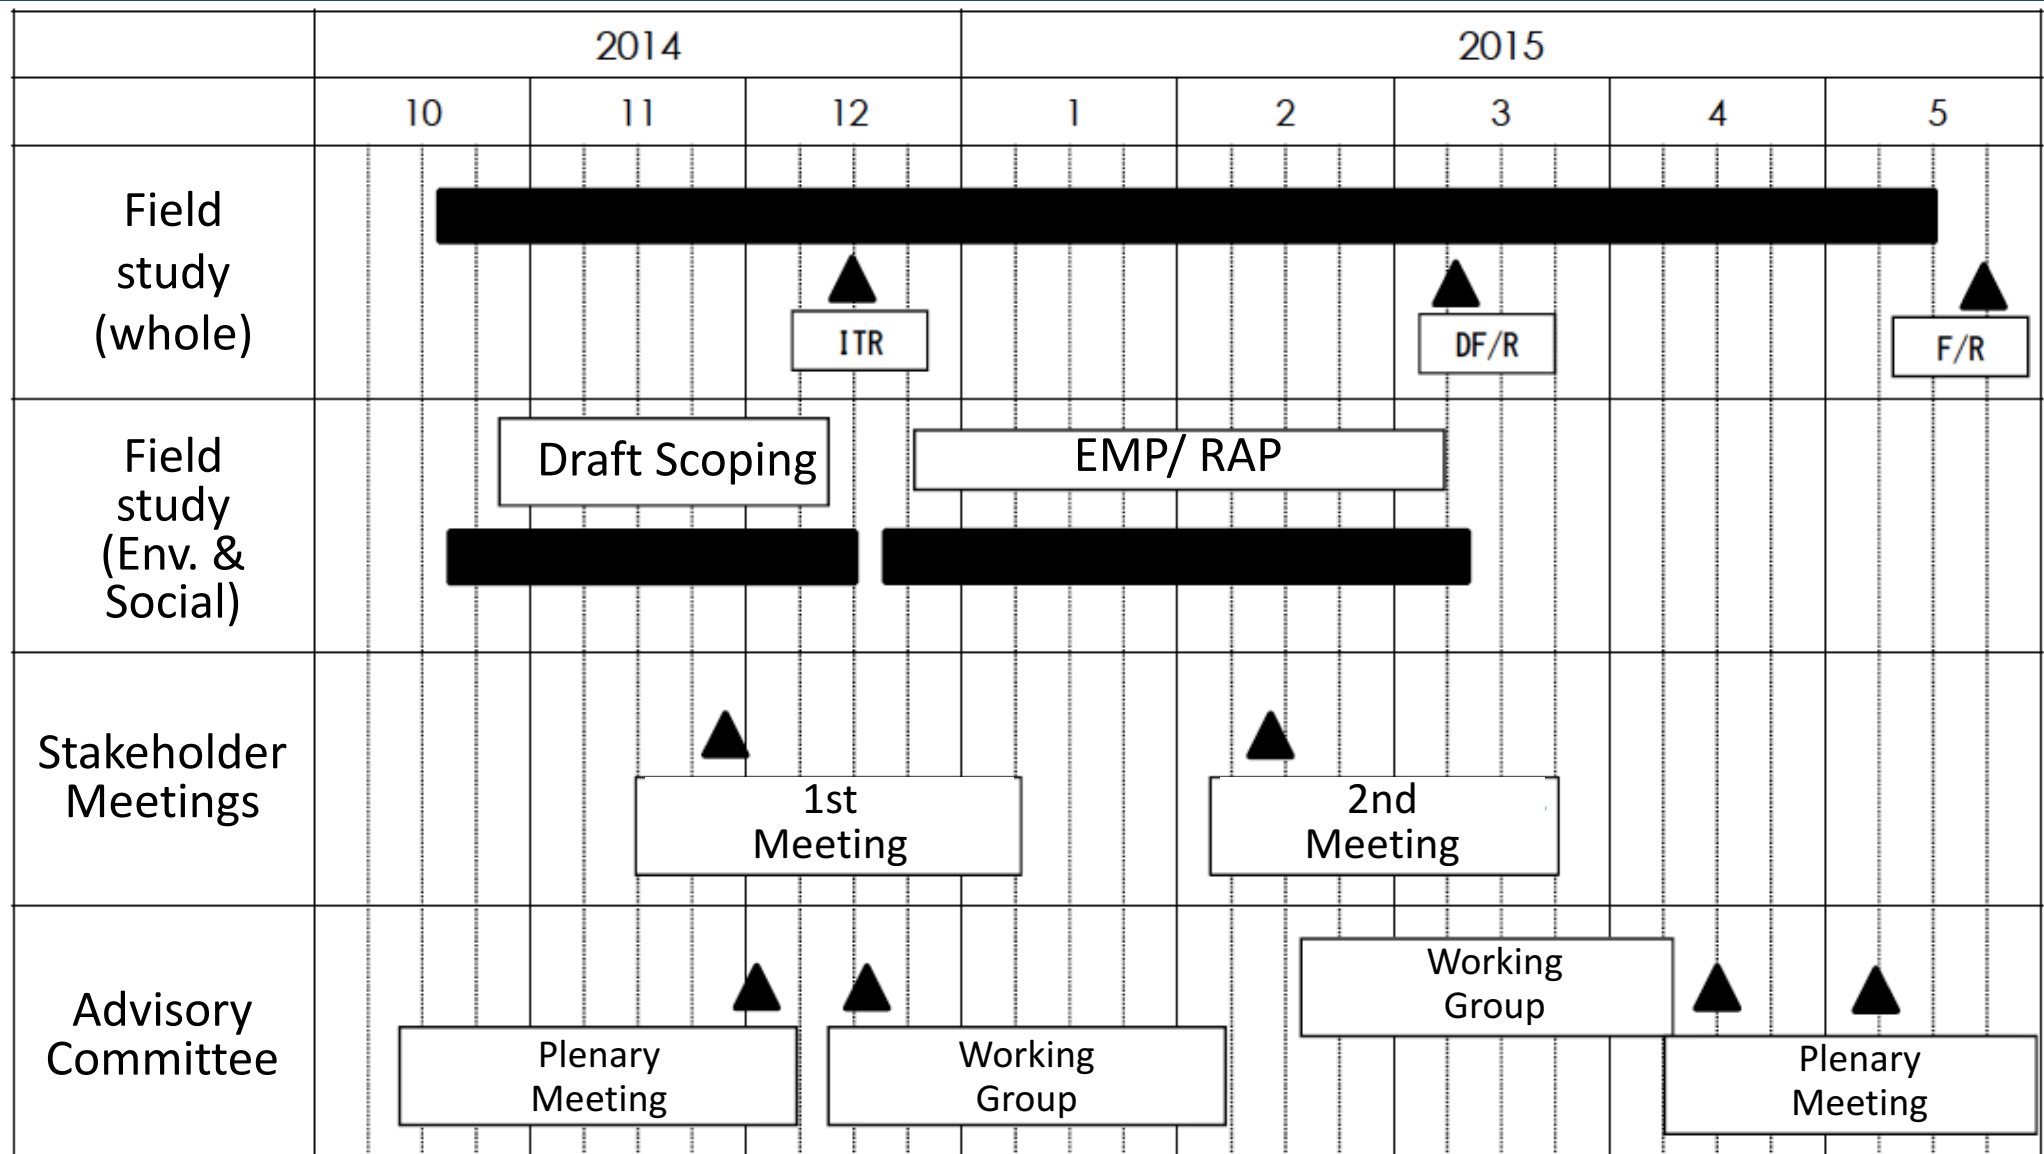 2014
2015
10
11
12
1
2
3
4
5
Field
study
(whole)
ITR
DF/R
F/R
Field
study
(Env. &
Social)
Draft Scoping
EMP/ RAP
Stakeholder
Meetings
1st
Meeting
2nd
Meeting
Advisory
Committee
Plenary
Meeting
Working
Group
Working
Group
Plenary
Meeting